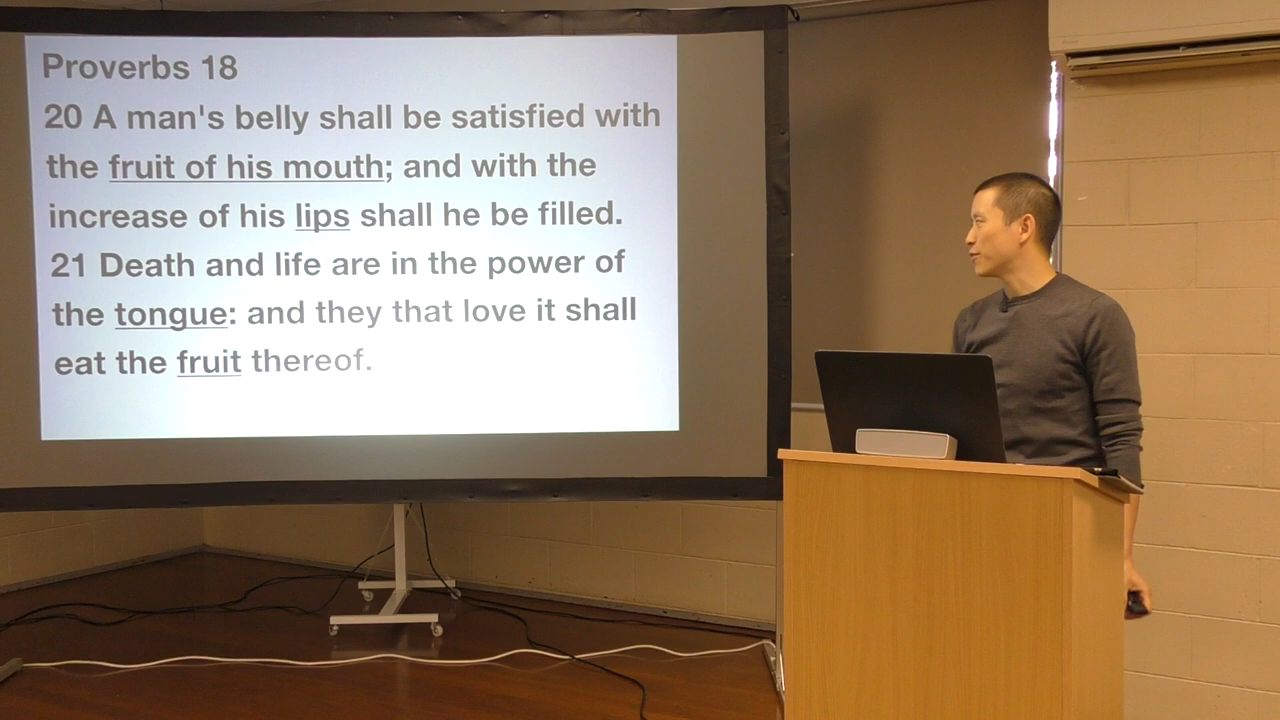 Proverbs 18
20 A man's belly shall be satisfied with
the fruit of his mouth; and with the
increase of his lips shall he be filled.
21 Death and life are in the power of
the tongue: and they that love it shall
eat the fruit thereof.